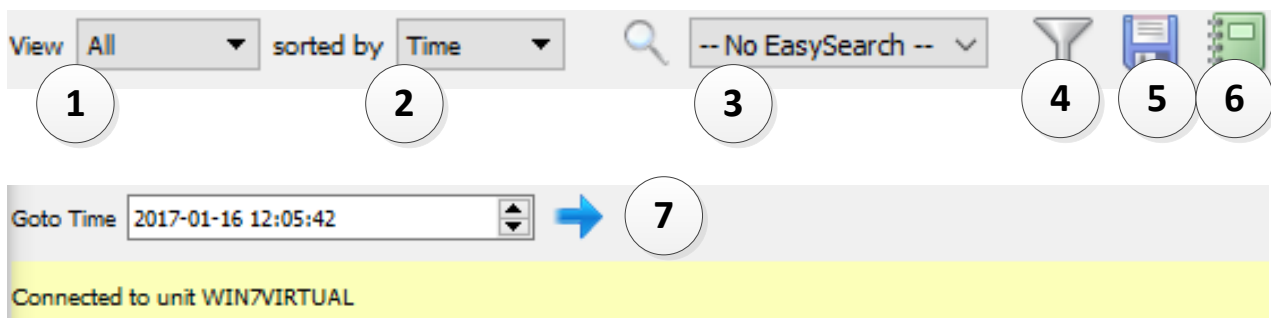 View All sorted by Time -- No EasySearch --
1 2 3 4 5 6
Goto Time 2017-01-16 12:05:42 7
Connected to unit WIN7VIRTUAL